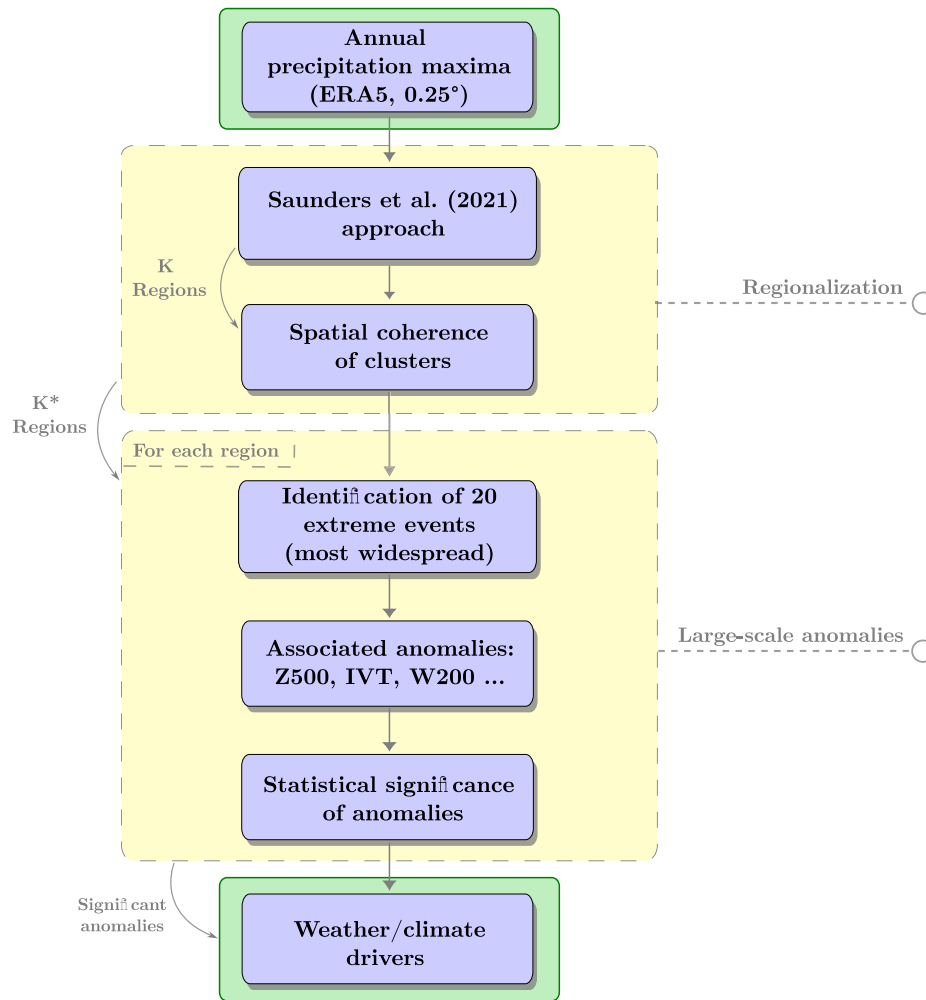 Annual
precipitation maxima
(ERA5, 0.25°)
Saunders et al. (2021)
approach
K
Regions
Regionalization
Spatial coherence
of clusters
K*
Regions
For each region
Identification of 20
extreme events
(most widespread)
Large-scale anomalies
Associated anomalies:
Z500, IVT, W200 ...
Statistical significance
of anomalies
Significant
anomalies
Weather/climate
drivers